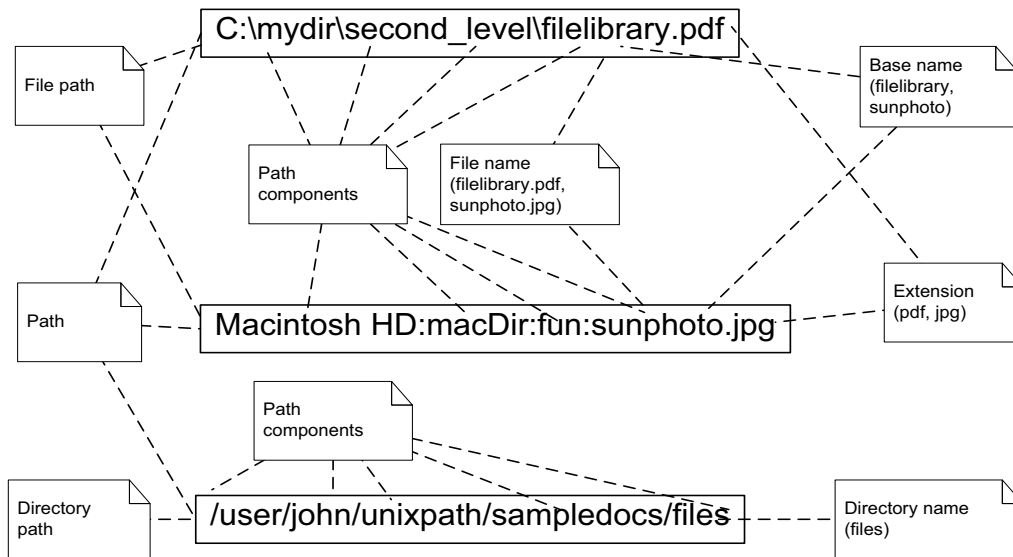 C:\mydir\second_level\filelibrary.pdf
File path
Base name
(filelibrary,
sunphoto)
Path
components
File name
(filelibrary.pdf,
sunphoto.jpg)
Path
Extension
(pdf, jpg)
Macintosh HD:macDir:fun:sunphoto.jpg
Path
components
Directory
path
/user/john/unixpath/sampledocs/files
Directory name
(files)